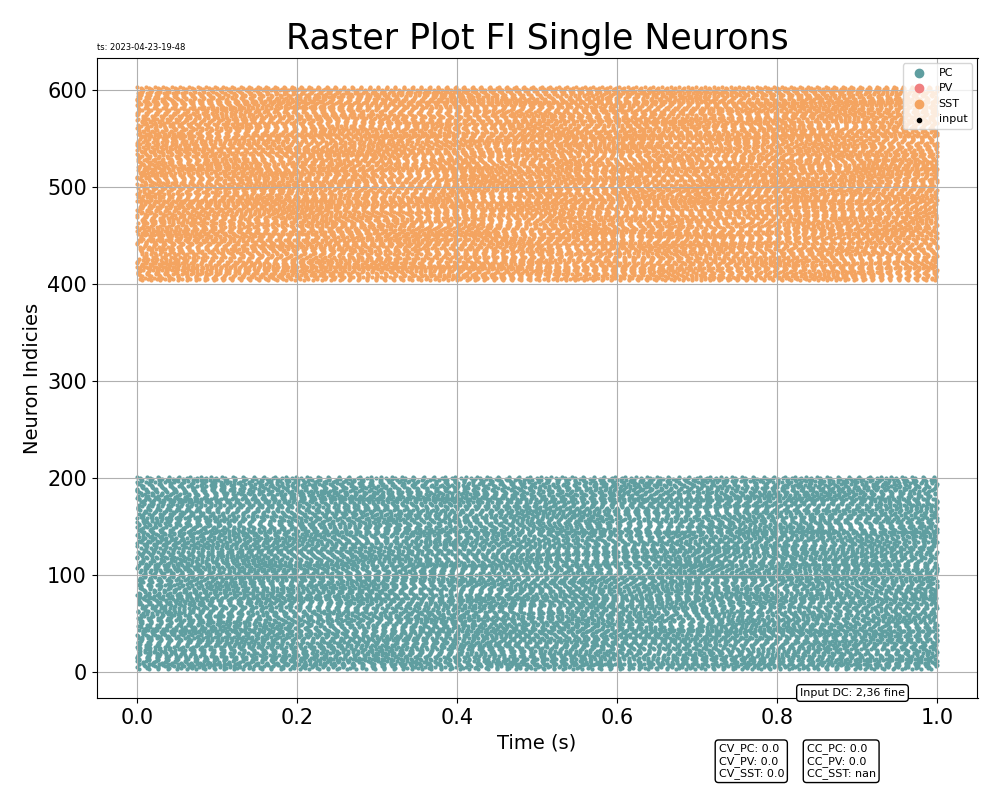 Raster Plot FI Single Neurons
ts: 2023-04-23-19-48
PC
PV
SST
input
600
500
400
300
200
100
0
Neuron Indicies
0.0 0.2 0.4 0.6 0.8 1.0
Input DC: 2,36 fine
Time (s)
CV_PC: 0.0
CV_PV: 0.0
CV_SST: 0.0
CC_PC: 0.0
CC_PV: 0.0
CC_SST: nan